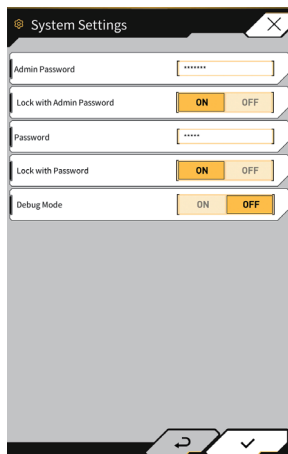 System Settings
Admin Password
*******
Lock with Admin Password ON OFF
Password
*****
Lock with Password ON OFF
Debug Mode ON OFF